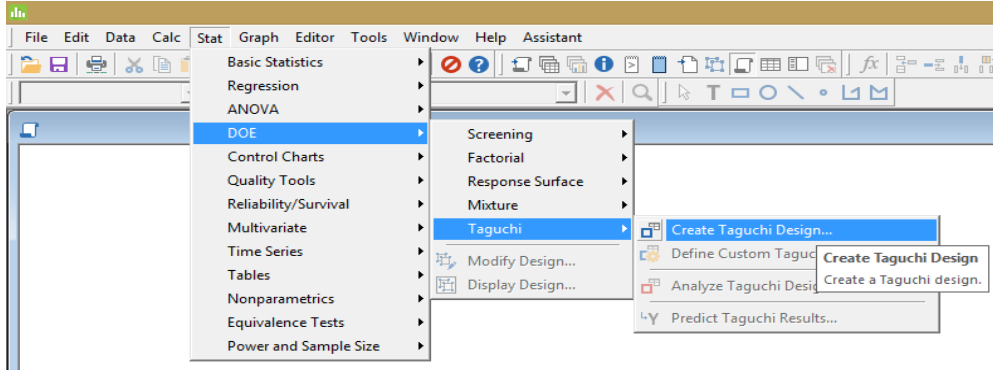 File Edit Data Calc Stat Graph Editor Tools Window Help Assistant
Basic Statistics
Regression
ANOVA
DOE
Control Charts
Quality Tools
Reliability/Survival
Multivariate
Time Series
Tables
Nonparametrics
Equivalence Tests
Power and Sample Size
Screening
Factorial
Response Surface
Mixture
Taguchi
Modify Design...
Display Design...
Create Taguchi Design...
Define Custom Taguc
Analyze Taguchi Desig
Predict Taguchi Results...
Create Taguchi Design
Create a Taguchi design.
fx
T